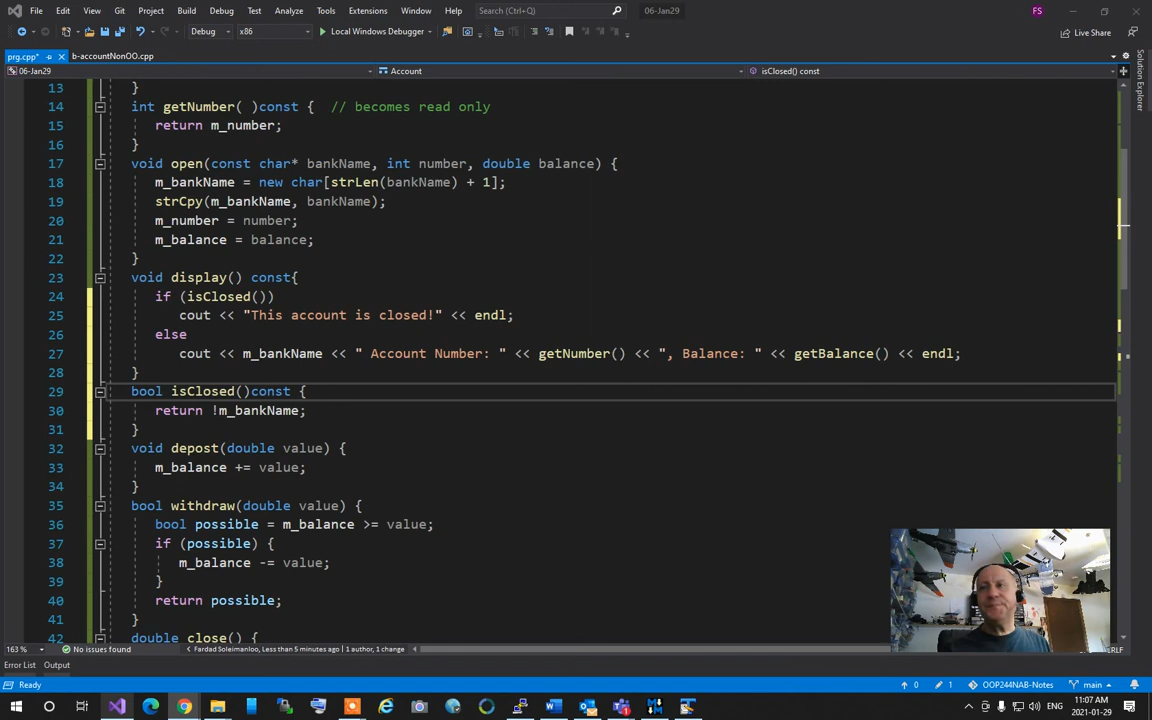 File Edit View Git Project Build Debug Test Analyze Tools Extensions Window Help Search (Ctrl+Q) 06-Jan29 FS
Debug x86 Local Windows Debugger Live Share
prg.cpp* b-accountNonOO.cpp
06-Jan29 Account isClosed() const
Solution Explorer
13 }
14 int getNumber( )const { // becomes read only
15 return m_number;
16 }
17 void open(const char* bankName, int number, double balance) {
18 m_bankName = new char[strLen(bankName) + 1];
19 strCpy(m_bankName, bankName);
20 m_number = number;
21 m_balance = balance;
22 }
23 void display() const{
24 if (isClosed())
25 cout << "This account is closed!" << endl;
26 else
27 cout << m_bankName << " Account Number: " << getNumber() << ", Balance: " << getBalance() << endl;
28 }
29 bool isClosed()const {
30 return !m_bankName;
31 }
32 void depost(double value) {
33 m_balance += value;
34 }
35 bool withdraw(double value) {
36 bool possible = m_balance >= value;
37 if (possible) {
38 m_balance -= value;
39 }
40 return possible;
41 }
42 double close() {
163 % No issues found Fardad Soleimanloo, Less than 5 minutes ago | 1 author, 1 change
Error List Output
Ready 0 1 OOP244NAB-Notes main
ENG 11:07 AM
2021-01-29